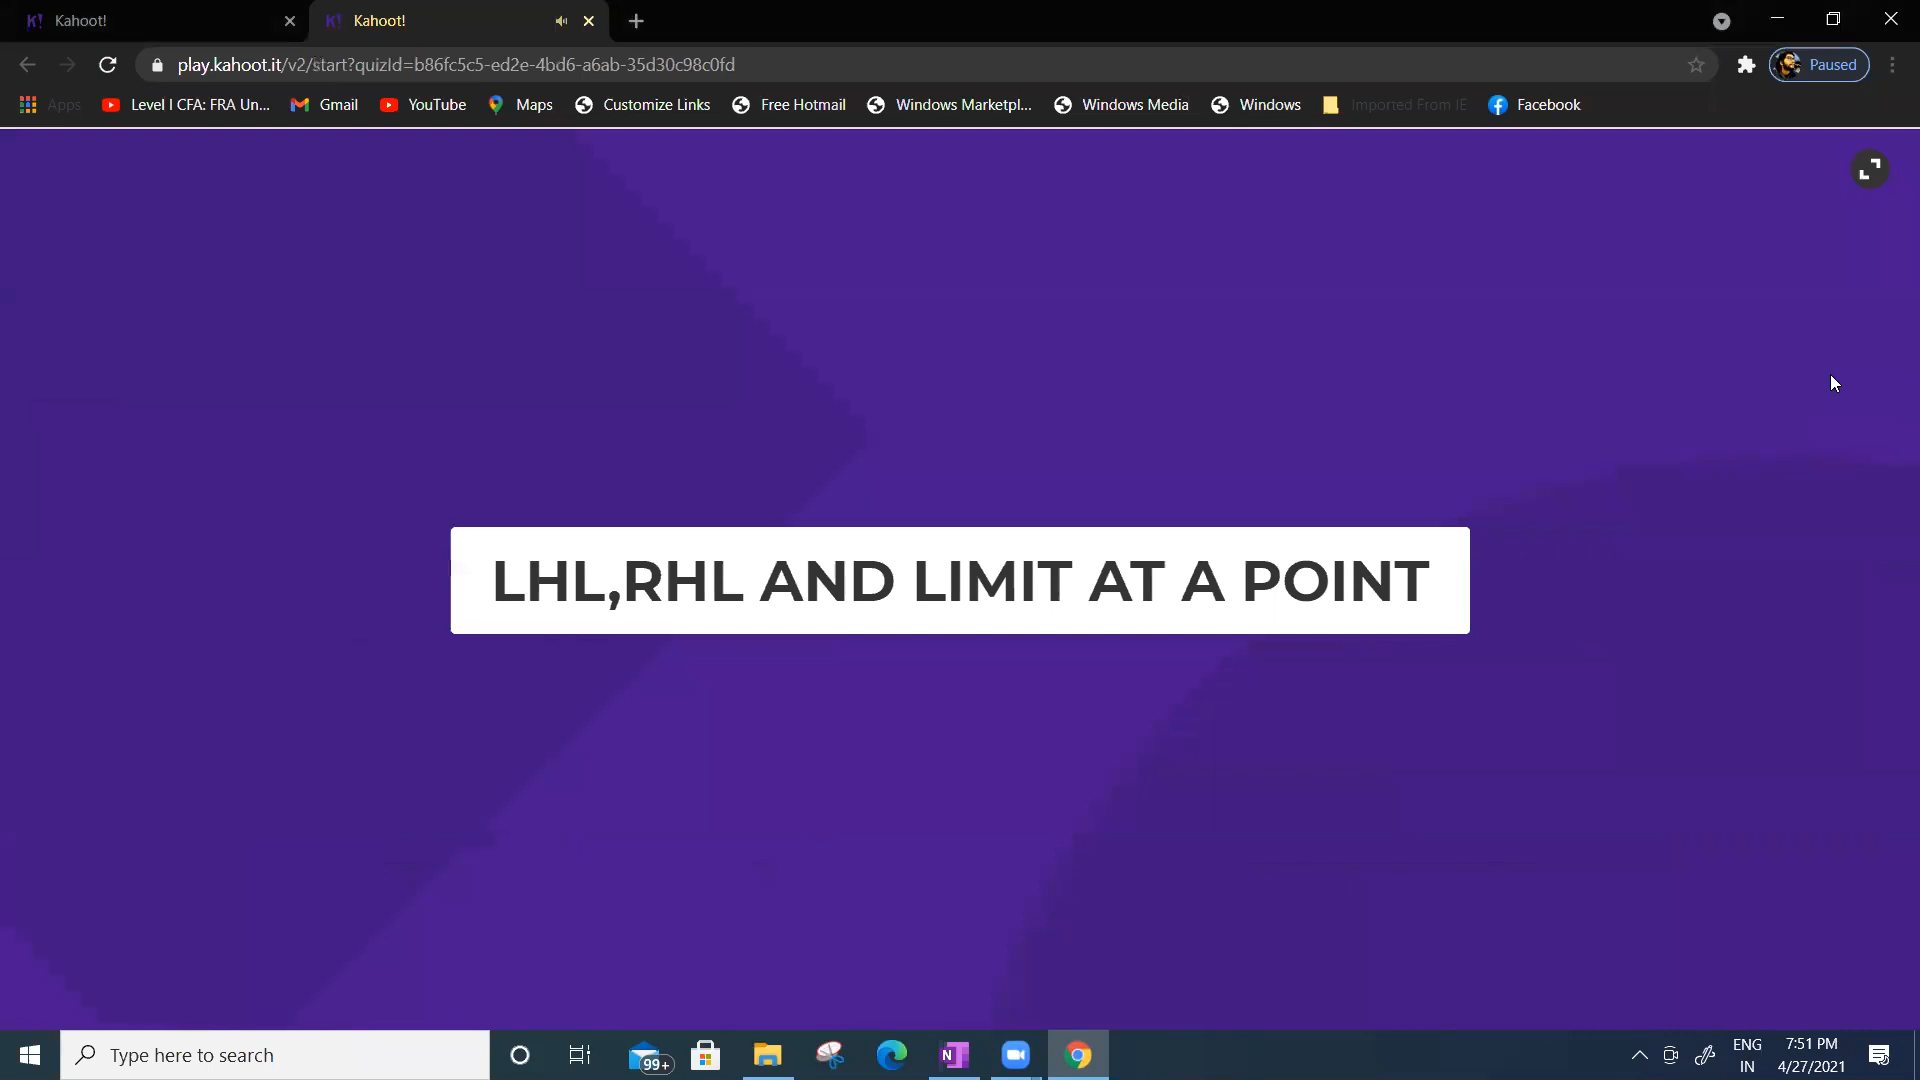 Kahoot!
Kahoot!
play.kahoot.it/v2/start?quizId=b86fc5c5-ed2e-4bd6-a6ab-35d30c98c0fd
Paused
Apps Level I CFA: FRA Un... Gmail YouTube Maps Customize Links Free Hotmail Windows Marketpl... Windows Media Windows Imported From IE Facebook
LHL,RHL AND LIMIT AT A POINT
Type here to search
99+
ENG
IN
7:51 PM
4/27/2021